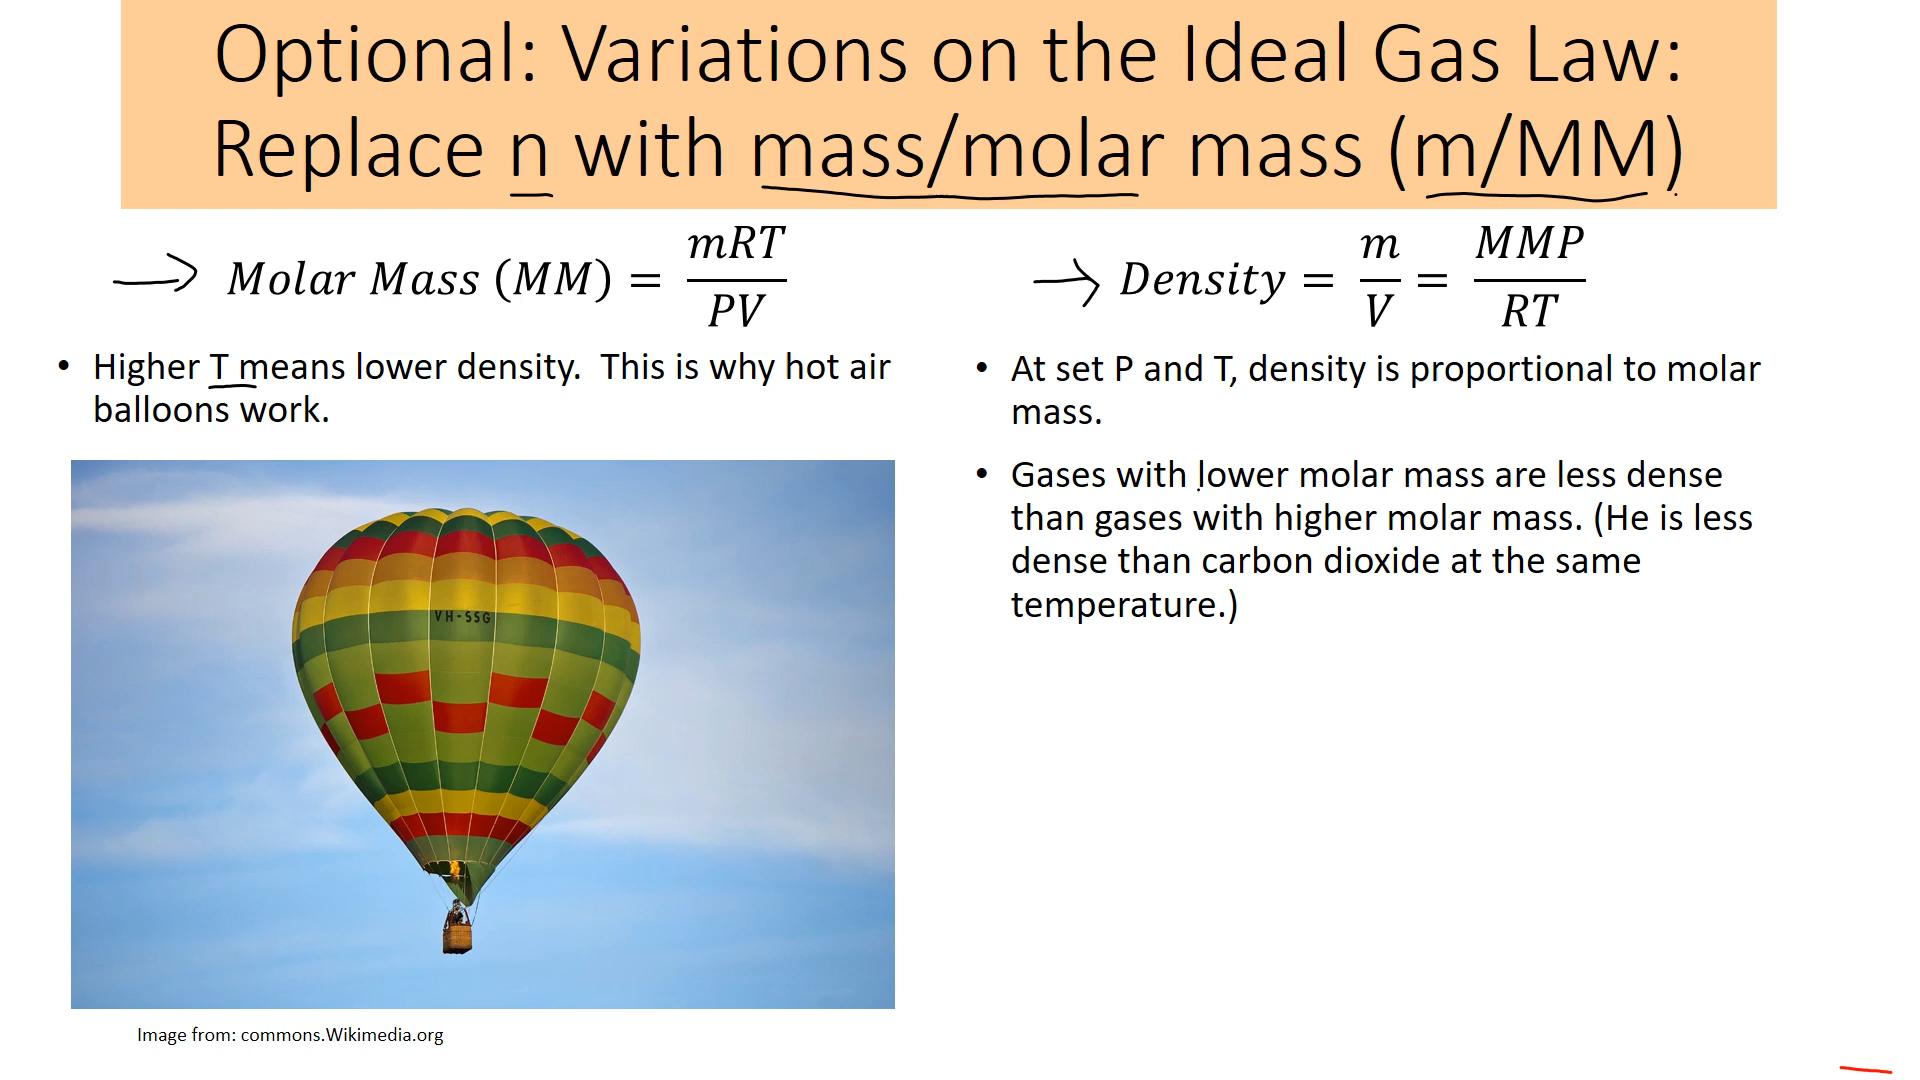 Optional: Variations on the Ideal Gas Law:
Replace n with mass/molar mass (m/MM)
Molar Mass (MM) = mRT/PV
Density = m/V = MMP/RT
• Higher T means lower density. This is why hot air
balloons work.
VH-SSG
Image from: commons.Wikimedia.org
• At set P and T, density is proportional to molar
mass.
• Gases with lower molar mass are less dense
than gases with higher molar mass. (He is less
dense than carbon dioxide at the same
temperature.)